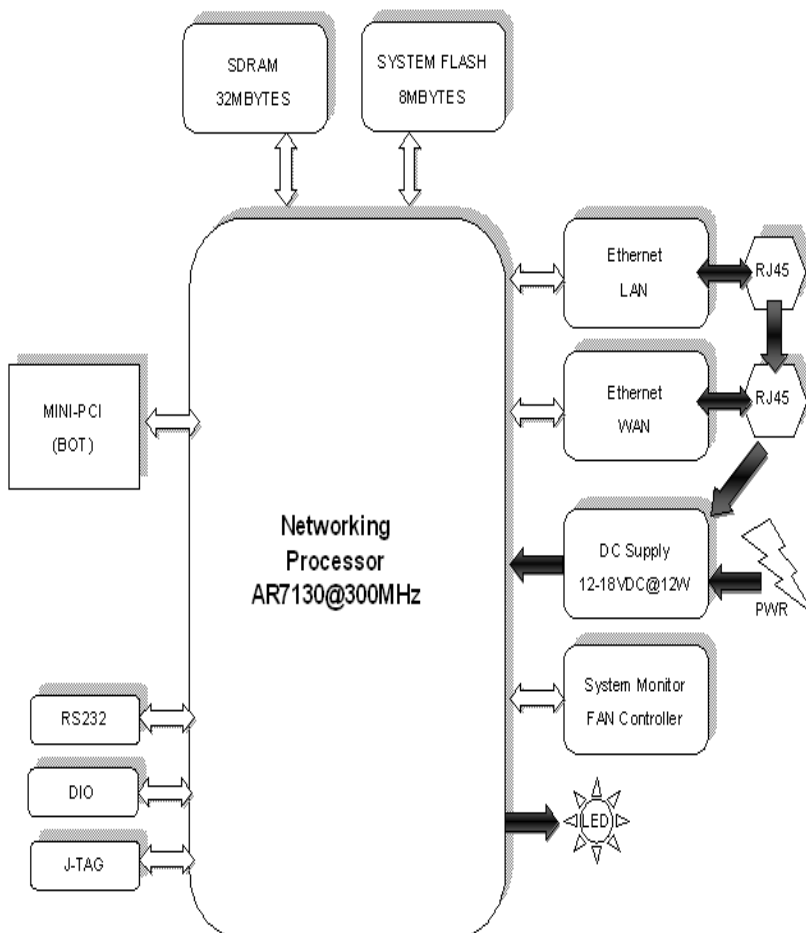 SDRAM
32MBYTES
SYSTEM FLASH
8MBYTES
Ethernet
LAN
RJ45
Ethernet
WAN
RJ45
MINI-PCI
(BOT)
Networking
Processor
AR7130@300MHz
DC Supply
12-18VDC@12W
PWR
System Monitor
FAN Controller
RS232
DIO
J-TAG
LED